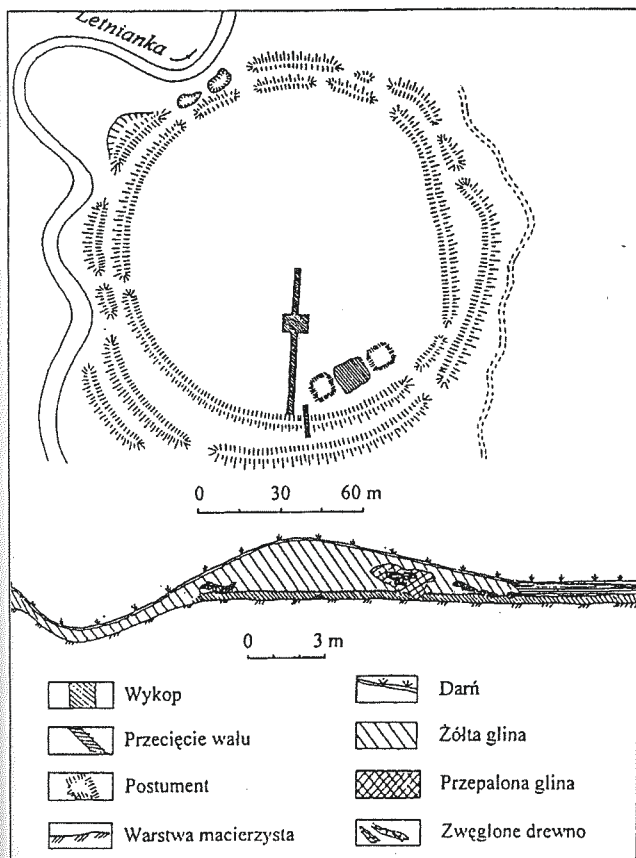 Letnianka
0 30 60 m
0 3 m
Wykop
Darń
Przecięcie wału
Żółta glina
Postument
Przepalona glina
Warstwa macierzysta
Zwęglone drewno